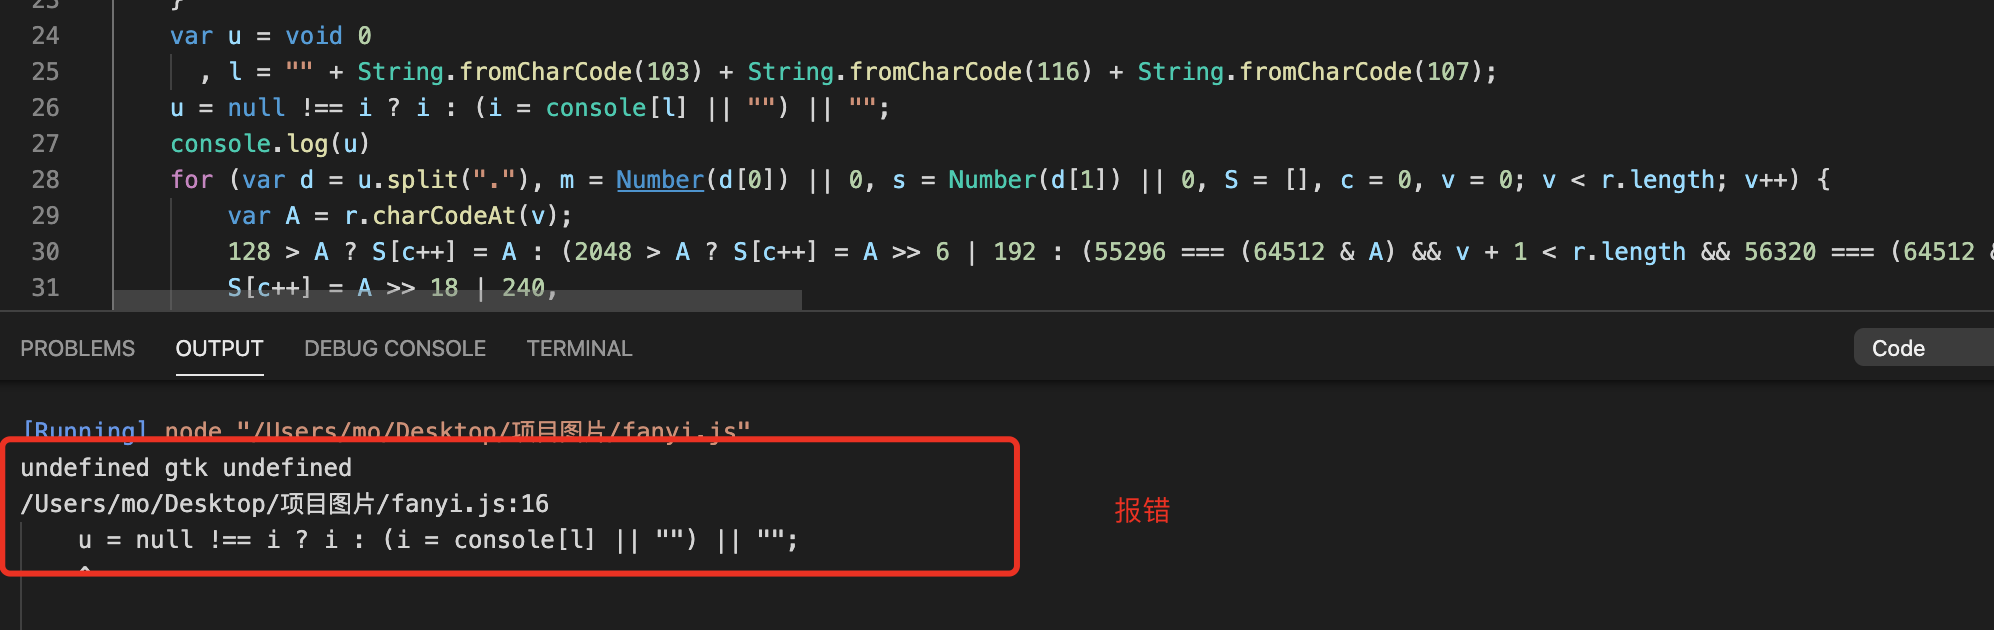 23 }
24 var u = void 0
25 , l = "" + String.fromCharCode(103) + String.fromCharCode(116) + String.fromCharCode(107);
26 u = null !== i ? i : (i = console[l] || "") || "";
27 console.log(u)
28 for (var d = u.split("."), m = Number(d[0]) || 0, s = Number(d[1]) || 0, S = [], c = 0, v = 0; v < r.length; v++) {
29 var A = r.charCodeAt(v);
30 128 > A ? S[c++] = A : (2048 > A ? S[c++] = A >> 6 | 192 : (55296 === (64512 & A) && v + 1 < r.length && 56320 === (64512 &
31 S[c++] = A >> 18 | 240,
PROBLEMS OUTPUT DEBUG CONSOLE TERMINAL Code
[Running] node "/Users/mo/Desktop/项目图片/fanyi.js"
undefined gtk undefined
/Users/mo/Desktop/项目图片/fanyi.js:16
u = null !== i ? i : (i = console[l] || "") || "";
^
报错